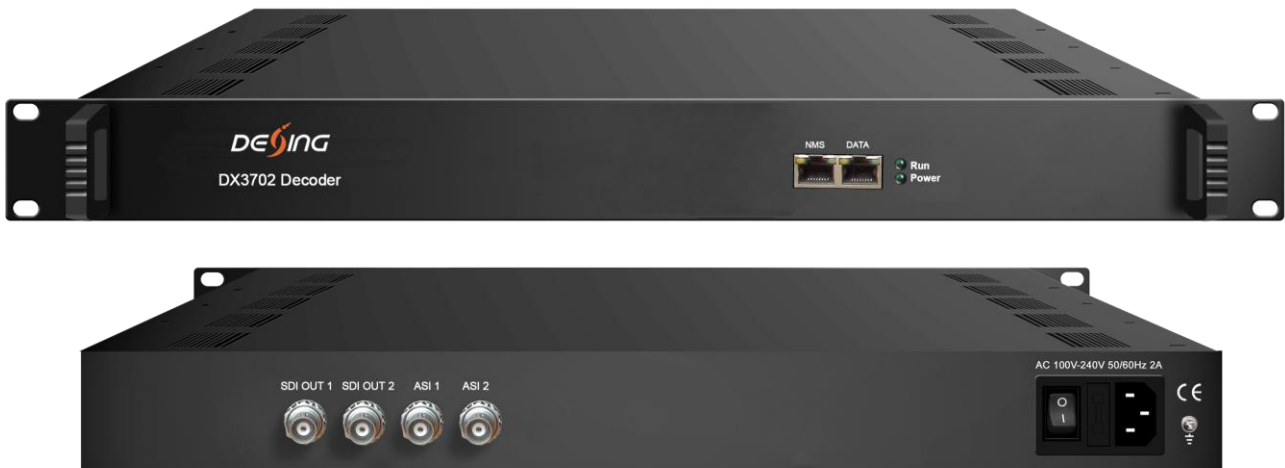 DESING
DX3702 Decoder
NMS DATA
Run
Power
SDI OUT 1 SDI OUT 2 ASI 1 ASI 2
AC 100V-240V 50/60Hz 2A
O
I
CE